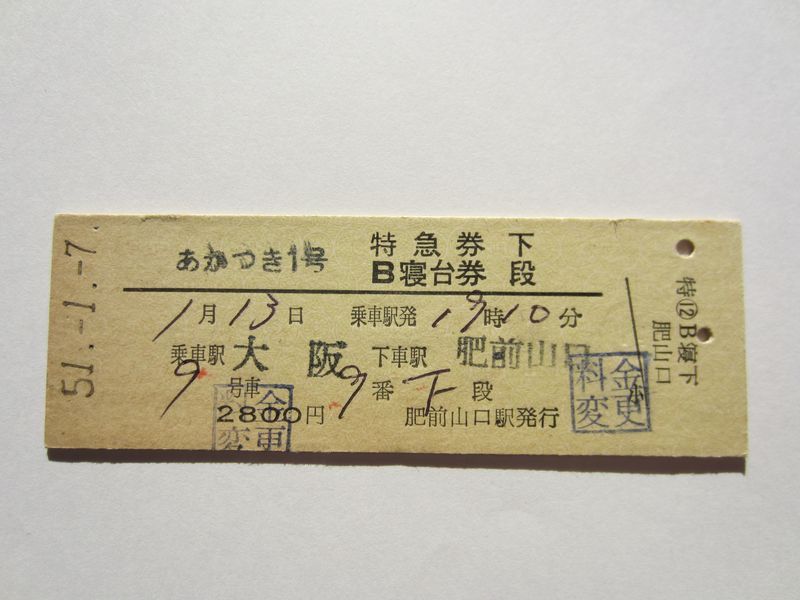 51.-1.-7
あかつき1号 特急券 下
B寝台券 段
1月13日 乗車駅発 19時10分
乗車駅 大阪 下車駅 肥前山口
9号車 9番 下段
2800円 肥前山口駅発行
料金
変更
料金
変更
特⑫B寝下
肥山口